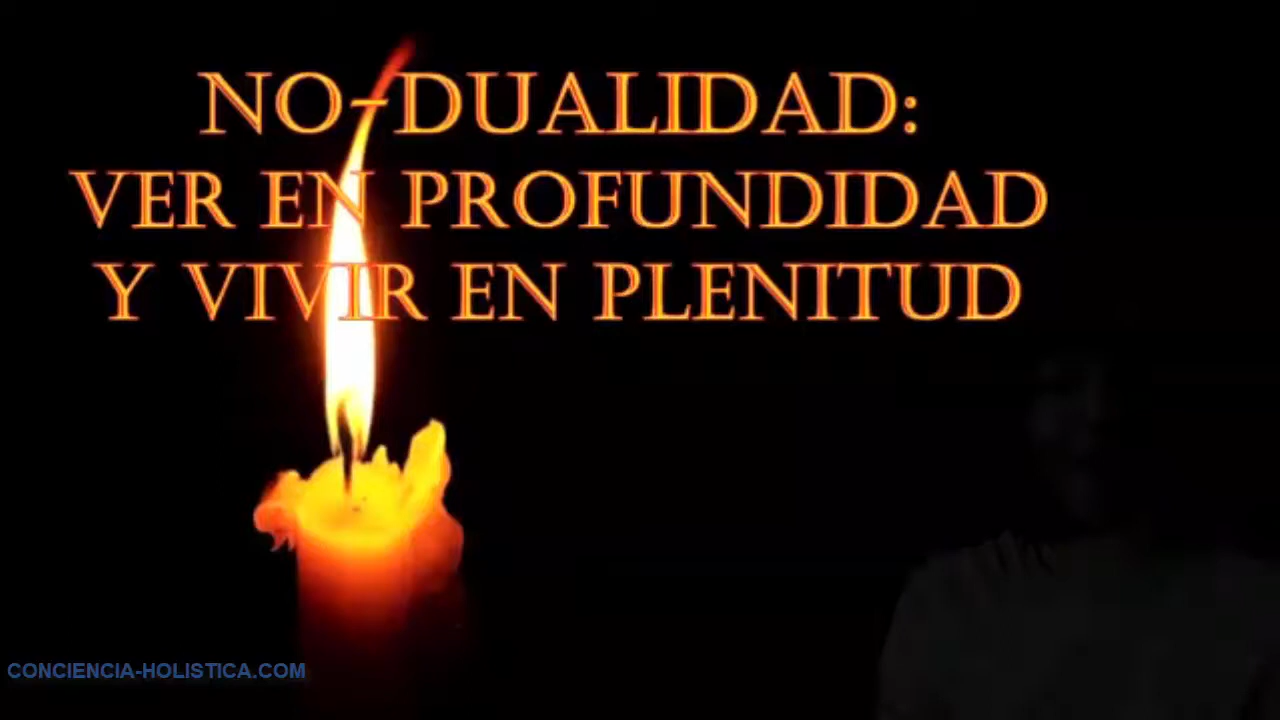 NO-DUALIDAD:
VER EN PROFUNDIDAD
Y VIVIR EN PLENITUD
CONCIENCIA-HOLISTICA.COM